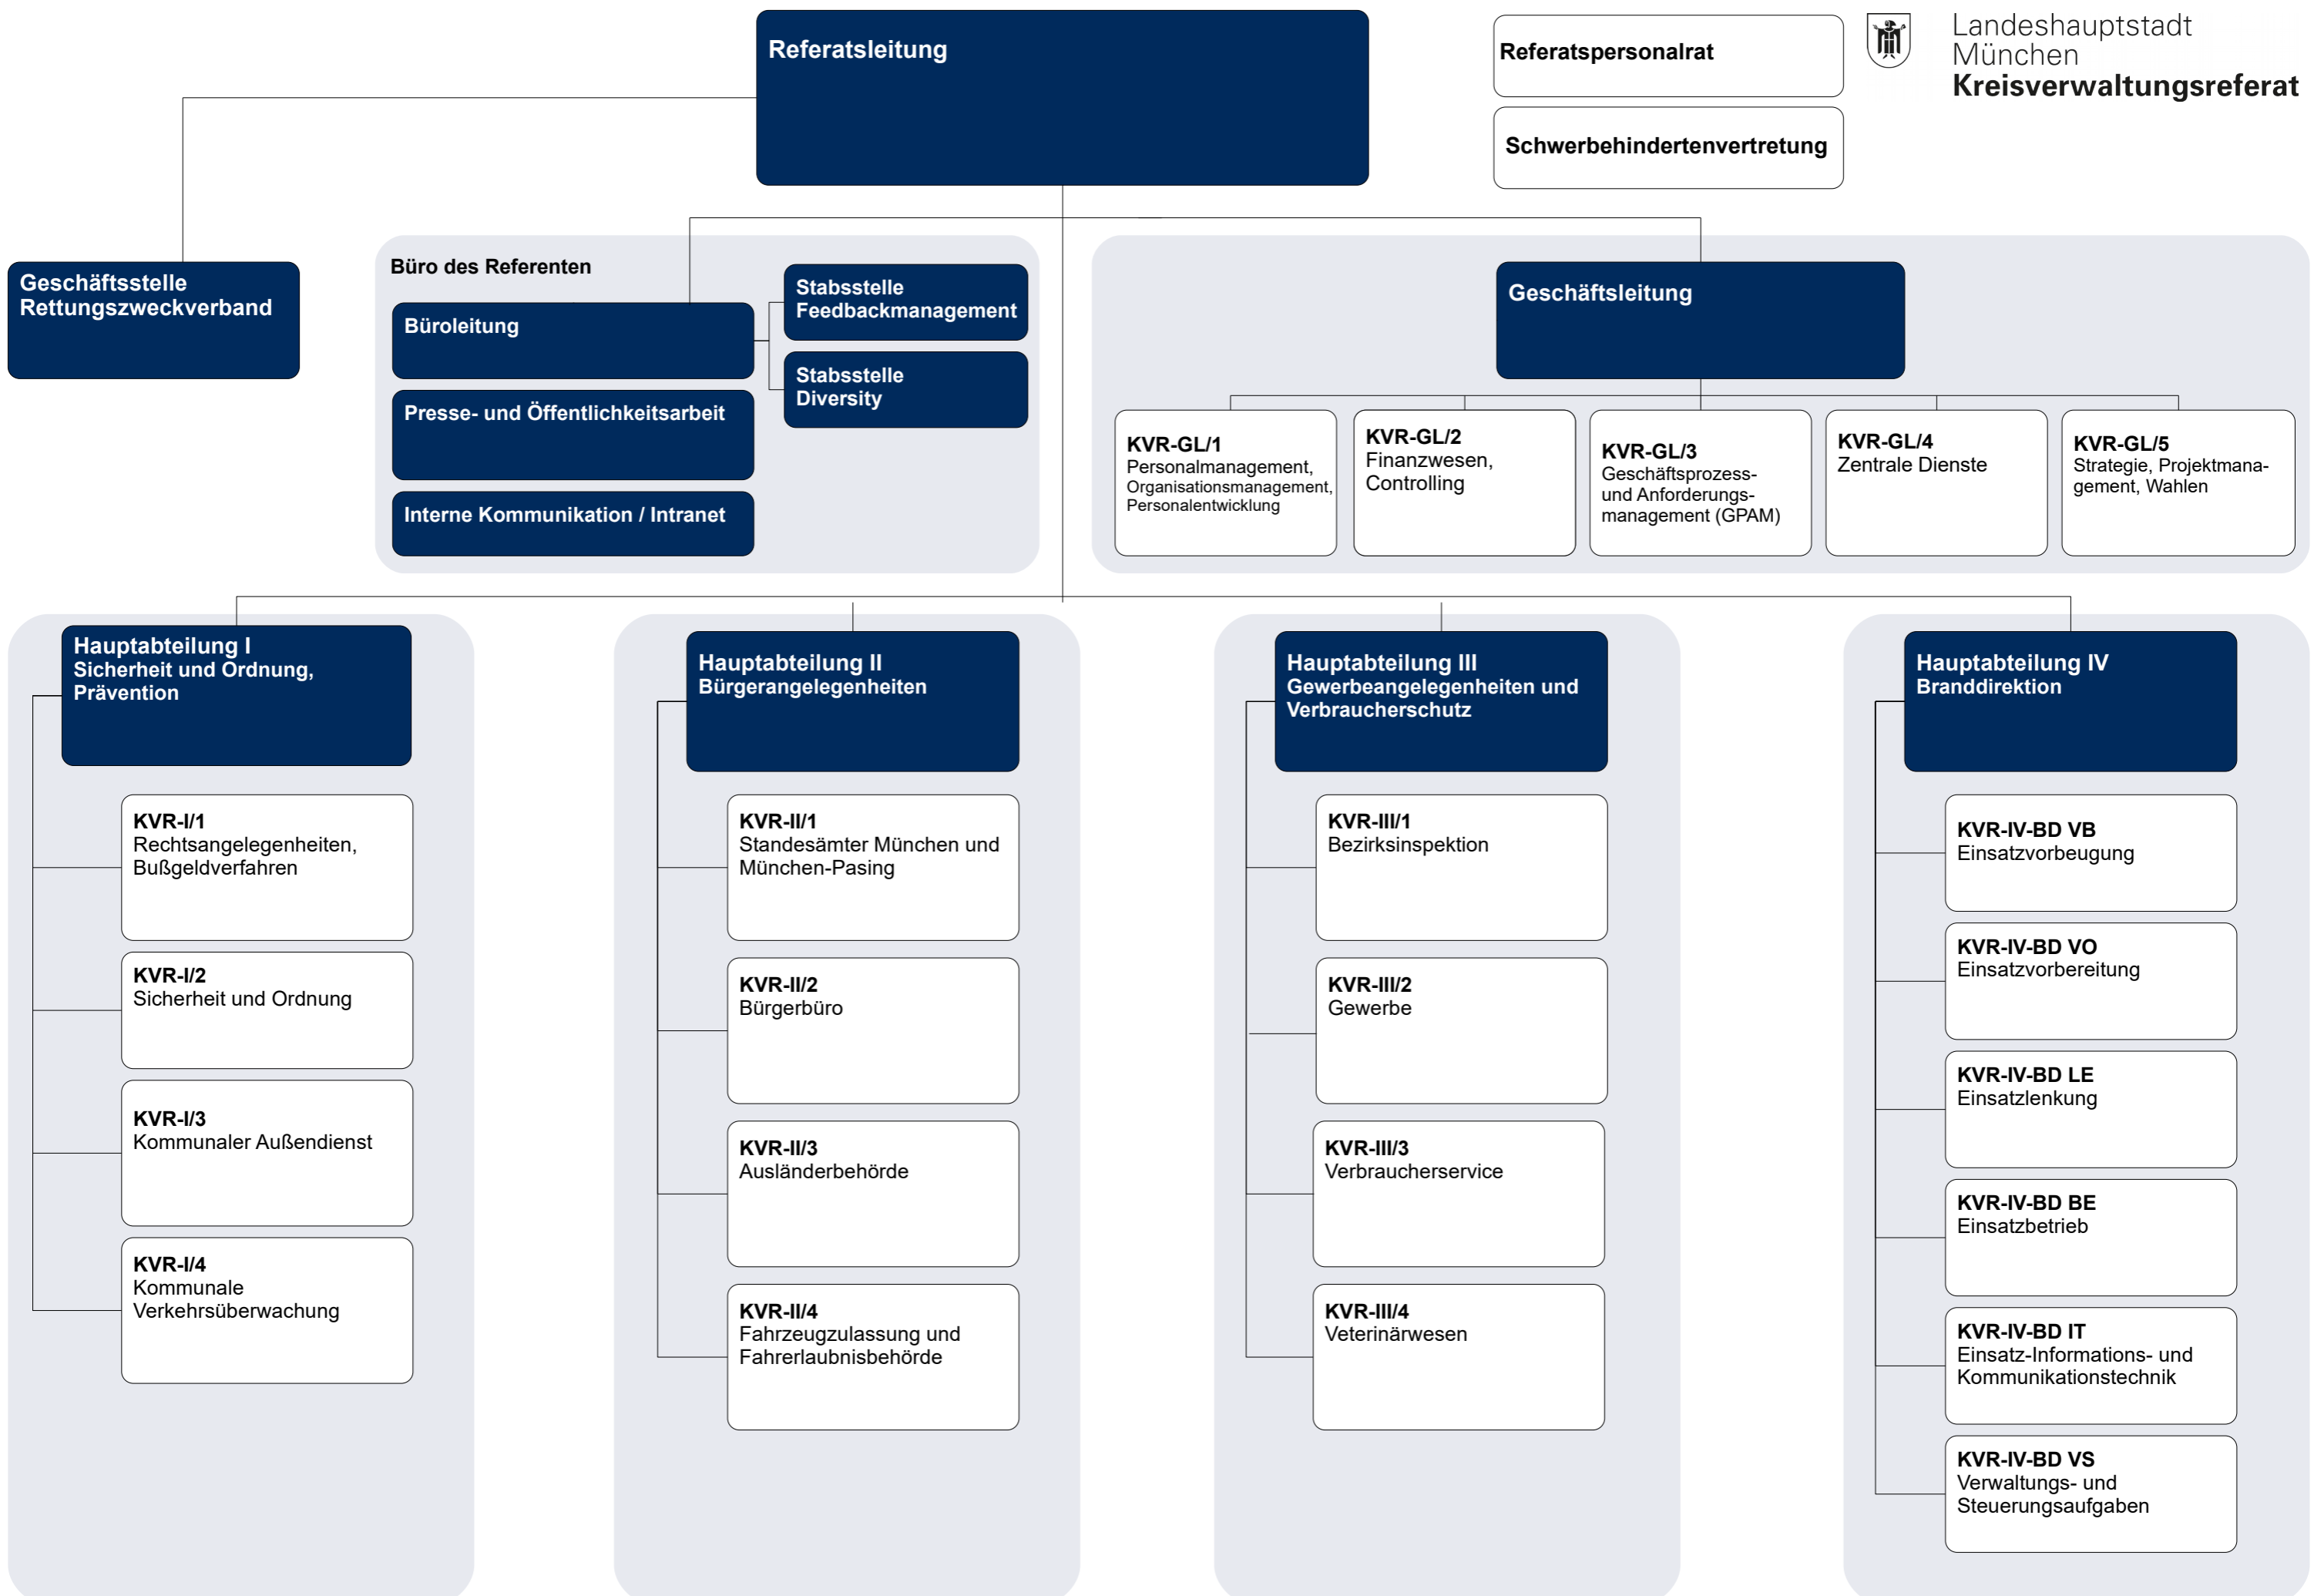 Referatsleitung
Referatspersonalrat
Schwerbehindertenvertretung
Landeshauptstadt
München
Kreisverwaltungsreferat
Geschäftsstelle
Rettungszweckverband
Büro des Referenten
Büroleitung
Presse- und Öffentlichkeitsarbeit
Interne Kommunikation / Intranet
Stabsstelle
Feedbackmanagement
Stabsstelle
Diversity
Geschäftsleitung
KVR-GL/1
Personalmanagement,
Organisationsmanagement,
Personalentwicklung
KVR-GL/2
Finanzwesen,
Controlling
KVR-GL/3
Geschäftsprozess-
und Anforderungs-
management (GPAM)
KVR-GL/4
Zentrale Dienste
KVR-GL/5
Strategie, Projektmana-
gement, Wahlen
Hauptabteilung I
Sicherheit und Ordnung,
Prävention
KVR-I/1
Rechtsangelegenheiten,
Bußgeldverfahren
KVR-I/2
Sicherheit und Ordnung
KVR-I/3
Kommunaler Außendienst
KVR-I/4
Kommunale
Verkehrsüberwachung
Hauptabteilung II
Bürgerangelegenheiten
KVR-II/1
Standesämter München und
München-Pasing
KVR-II/2
Bürgerbüro
KVR-II/3
Ausländerbehörde
KVR-II/4
Fahrzeugzulassung und
Fahrerlaubnisbehörde
Hauptabteilung III
Gewerbeangelegenheiten und
Verbraucherschutz
KVR-III/1
Bezirksinspektion
KVR-III/2
Gewerbe
KVR-III/3
Verbraucherservice
KVR-III/4
Veterinärwesen
Hauptabteilung IV
Branddirektion
KVR-IV-BD VB
Einsatzvorbeugung
KVR-IV-BD VO
Einsatzvorbereitung
KVR-IV-BD LE
Einsatzlenkung
KVR-IV-BD BE
Einsatzbetrieb
KVR-IV-BD IT
Einsatz-Informations- und
Kommunikationstechnik
KVR-IV-BD VS
Verwaltungs- und
Steuerungsaufgaben